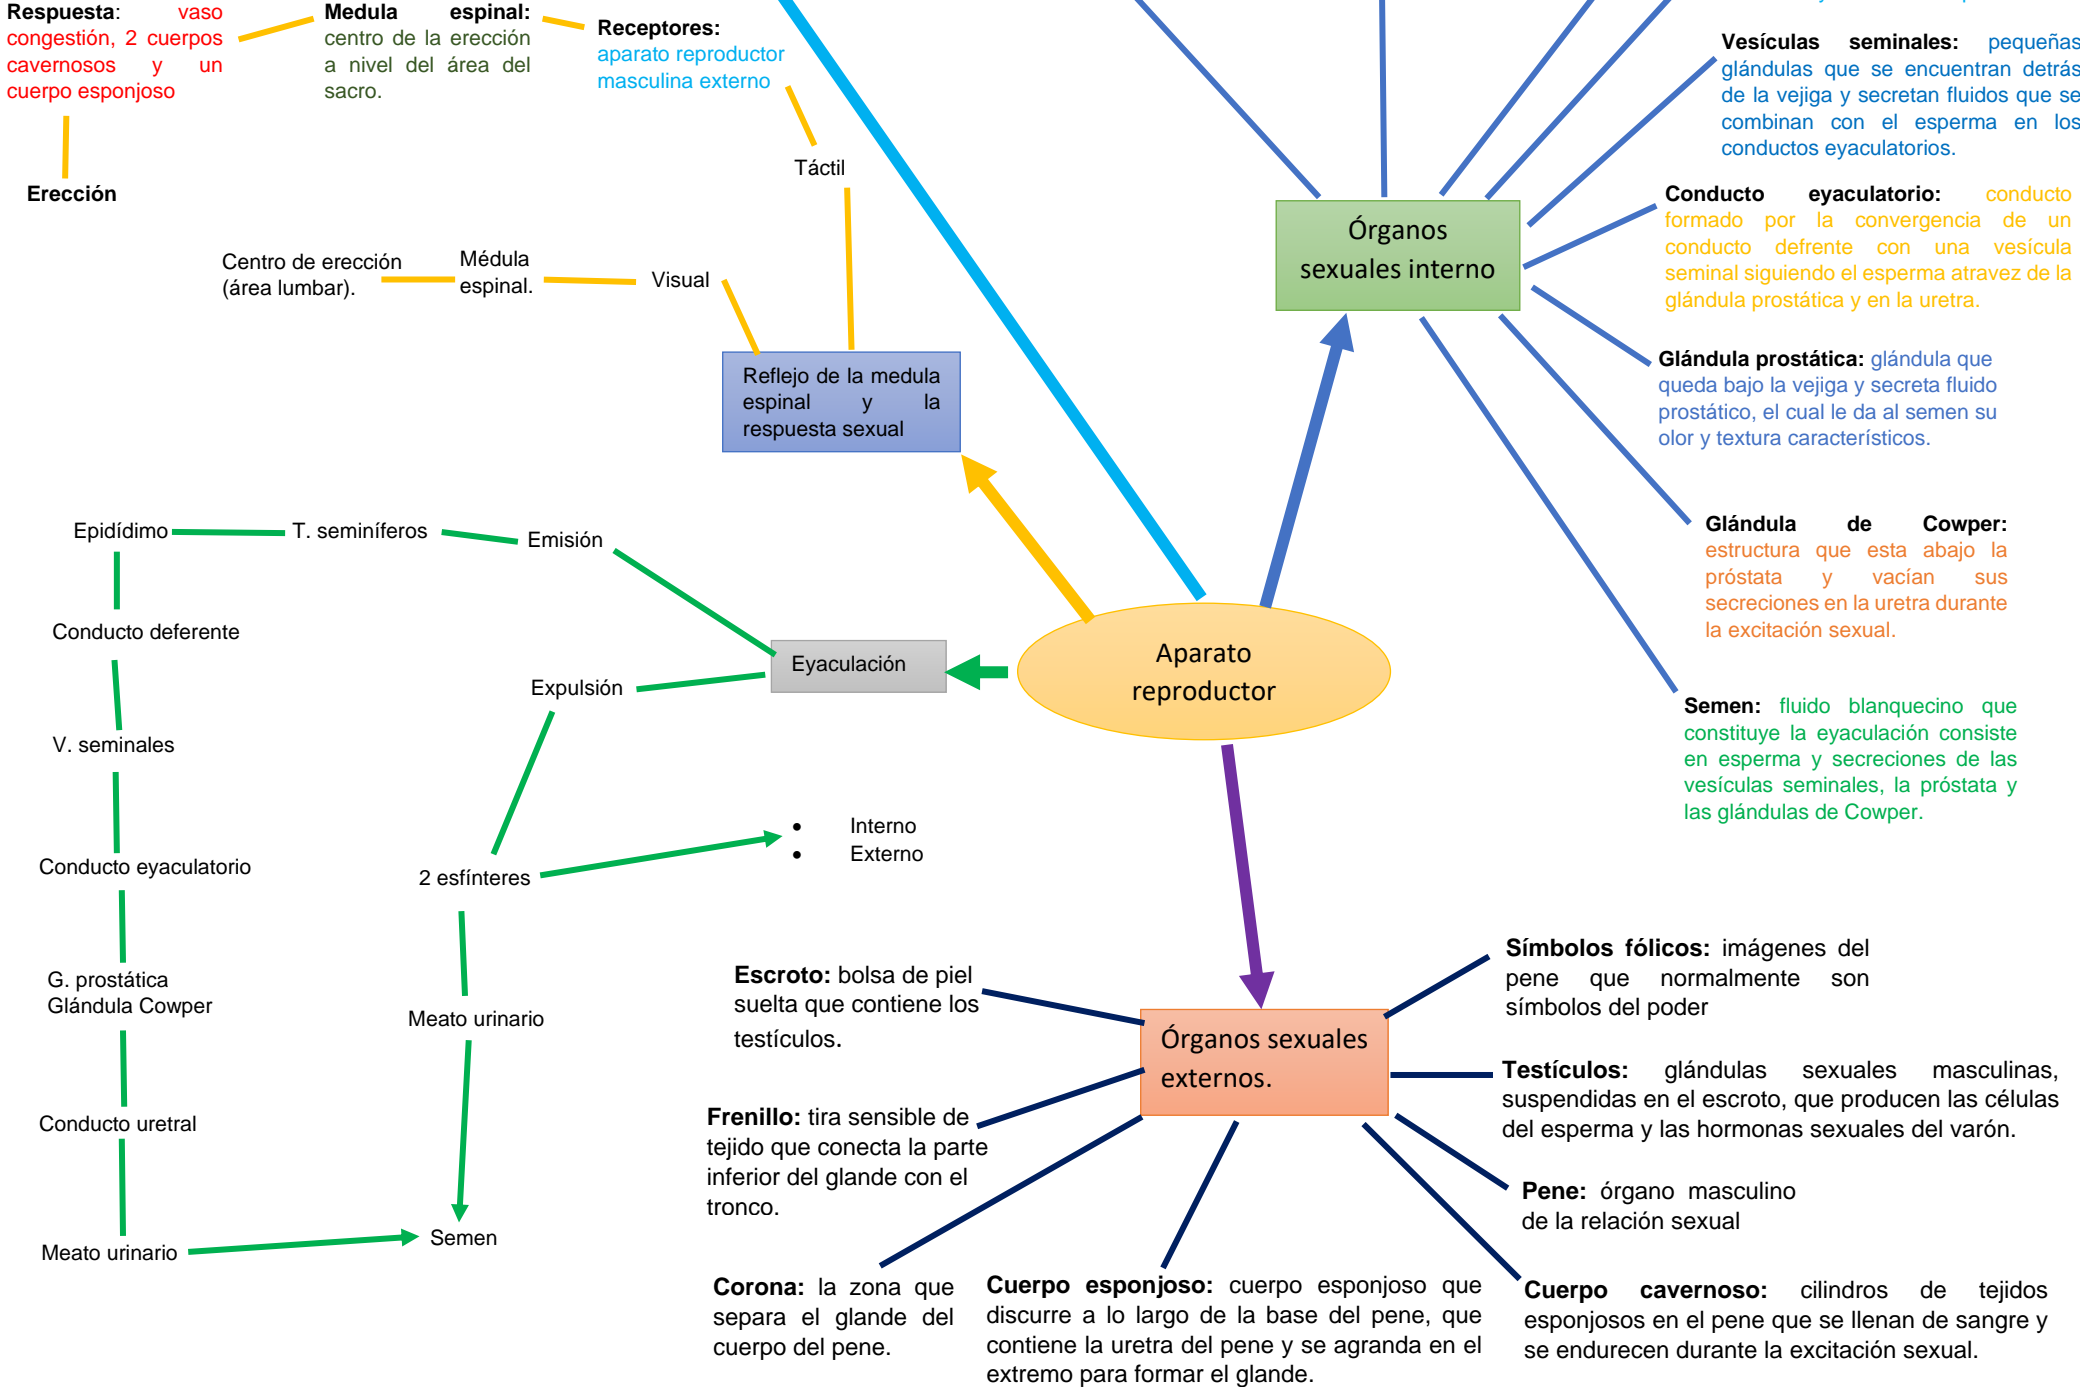 Respuesta: vaso
congestión, 2 cuerpos
cavernosos y un
cuerpo esponjoso
Medula espinal:
centro de la erección
a nivel del área del
sacro.
Receptores:
aparato reproductor
masculina externo
Táctil
Erección
Centro de erección
(área lumbar).
Médula
espinal.
Visual
Reflejo de la medula
espinal y la
respuesta sexual
Vesículas seminales: pequeñas
glándulas que se encuentran detrás
de la vejiga y secretan fluidos que se
combinan con el esperma en los
conductos eyaculatorios.
Órganos
sexuales interno
Conducto eyaculatorio: conducto
formado por la convergencia de un
conducto defrente con una vesícula
seminal siguiendo el esperma atravez de la
glándula prostática y en la uretra.
Glándula prostática: glándula que
queda bajo la vejiga y secreta fluido
prostático, el cual le da al semen su
olor y textura característicos.
Glándula de Cowper:
estructura que esta abajo la
próstata y vacían sus
secreciones en la uretra durante
la excitación sexual.
Semen: fluido blanquecino que
constituye la eyaculación consiste
en esperma y secreciones de las
vesículas seminales, la próstata y
las glándulas de Cowper.
Aparato
reproductor
Eyaculación
Emisión
T. seminíferos
Epidídimo
Conducto deferente
V. seminales
Conducto eyaculatorio
G. prostática
Glándula Cowper
Conducto uretral
Meato urinario
Expulsión
2 esfínteres
• Interno
• Externo
Meato urinario
Semen
Órganos sexuales
externos.
Escroto: bolsa de piel
suelta que contiene los
testículos.
Frenillo: tira sensible de
tejido que conecta la parte
inferior del glande con el
tronco.
Corona: la zona que
separa el glande del
cuerpo del pene.
Cuerpo esponjoso: cuerpo esponjoso que
discurre a lo largo de la base del pene, que
contiene la uretra del pene y se agranda en el
extremo para formar el glande.
Símbolos fólicos: imágenes del
pene que normalmente son
símbolos del poder
Testículos: glándulas sexuales masculinas,
suspendidas en el escroto, que producen las células
del esperma y las hormonas sexuales del varón.
Pene: órgano masculino
de la relación sexual
Cuerpo cavernoso: cilindros de tejidos
esponjosos en el pene que se llenan de sangre y
se endurecen durante la excitación sexual.